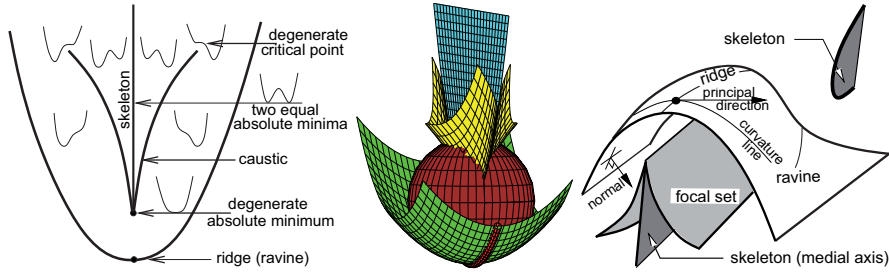 degenerate
critical point
skeleton
two equal
absolute minima
caustic
degenerate
absolute minimum
ridge (ravine)
skeleton
ridge
principal
direction
curvature
line
ravine
normal
focal set
skeleton (medial axis)